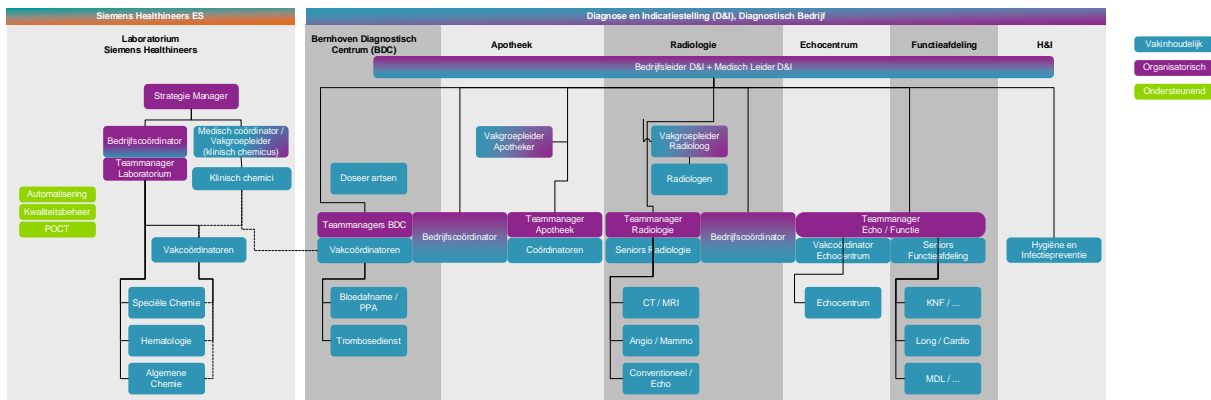 Siemens Healthineers ES
Diagnose en Indicatiestelling (D&I), Diagnostisch Bedrijf
Laboratorium
Siemens Healthineers
Bernhoven Diagnostisch
Centrum (BDC)
Apotheek
Radiologie
Echocentrum
Functieafdeling
H&I
Vakinhoudelijk
Organisatorisch
Ondersteunend
Bedrijfsleider D&I + Medisch Leider D&I
Strategie Manager
Bedrijfscoördinator
Medisch coördinator /
Vakgroepleider
(klinisch chemicus)
Teammanager
Laboratorium
Klinisch chemici
Automatisering
Kwaliteitsbeheer
POCT
Vakcoördinatoren
Speciële Chemie
Hematologie
Algemene
Chemie
Doseer artsen
Teammanagers BDC
Vakcoördinatoren
Bloedafname /
PPA
Trombosedienst
Bedrijfscoördinator
Vakgroepleider
Apotheker
Teammanager
Apotheek
Coördinatoren
Vakgroepleider
Radioloog
Radiologen
Teammanager
Radiologie
Seniors Radiologie
CT / MRI
Angio / Mammo
Conventioneel /
Echo
Bedrijfscoördinator
Teammanager
Echo / Functie
Vakcoördinator
Echocentrum
Echocentrum
Seniors
Functieafdeling
KNF / ...
Long / Cardio
MDL / ...
Hygiëne en
Infectiepreventie